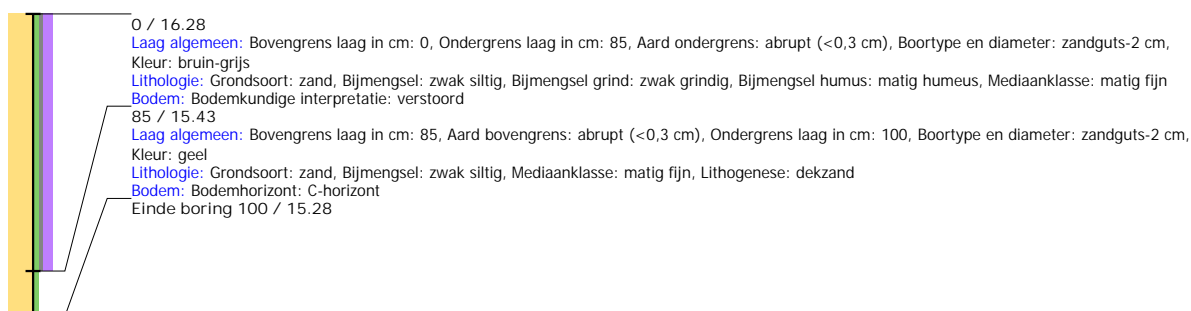 0 / 16.28
Laag algemeen: Bovengrens laag in cm: 0, Ondergrens laag in cm: 85, Aard ondergrens: abrupt (<0,3 cm), Boortype en diameter: zandguts-2 cm,
Kleur: bruin-grijs
Lithologie: Grondsoort: zand, Bijmengsel: zwak siltig, Bijmengsel grind: zwak grindig, Bijmengsel humus: matig humeus, Mediaanklasse: matig fijn
Bodem: Bodemkundige interpretatie: verstoord
85 / 15.43
Laag algemeen: Bovengrens laag in cm: 85, Aard bovengrens: abrupt (<0,3 cm), Ondergrens laag in cm: 100, Boortype en diameter: zandguts-2 cm,
Kleur: geel
Lithologie: Grondsoort: zand, Bijmengsel: zwak siltig, Mediaanklasse: matig fijn, Lithogenese: dekzand
Bodem: Bodemhorizont: C-horizont
Einde boring 100 / 15.28